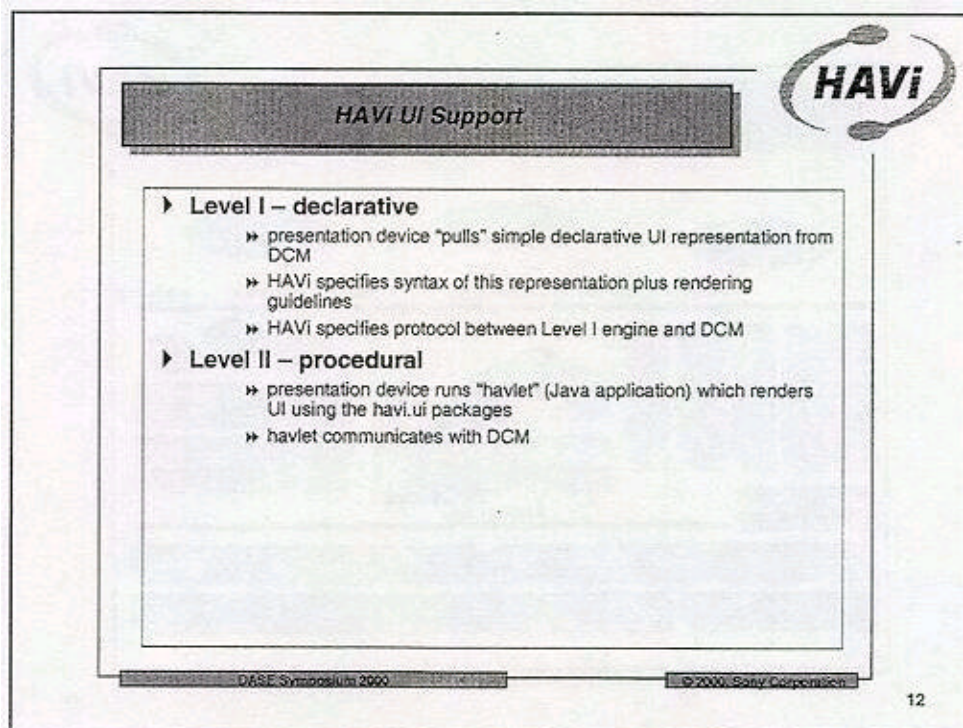 HAVi
HAVi UI Support
Level I – declarative
presentation device "pulls" simple declarative UI representation from
DCM
HAVi specifies syntax of this representation plus rendering
guidelines
HAVi specifies protocol between Level I engine and DCM
Level II – procedural
presentation device runs "havlet" (Java application) which renders
UI using the havi.ui packages
havlet communicates with DCM
DASE Symposium 2000
© 2000, Sony Corporation
12